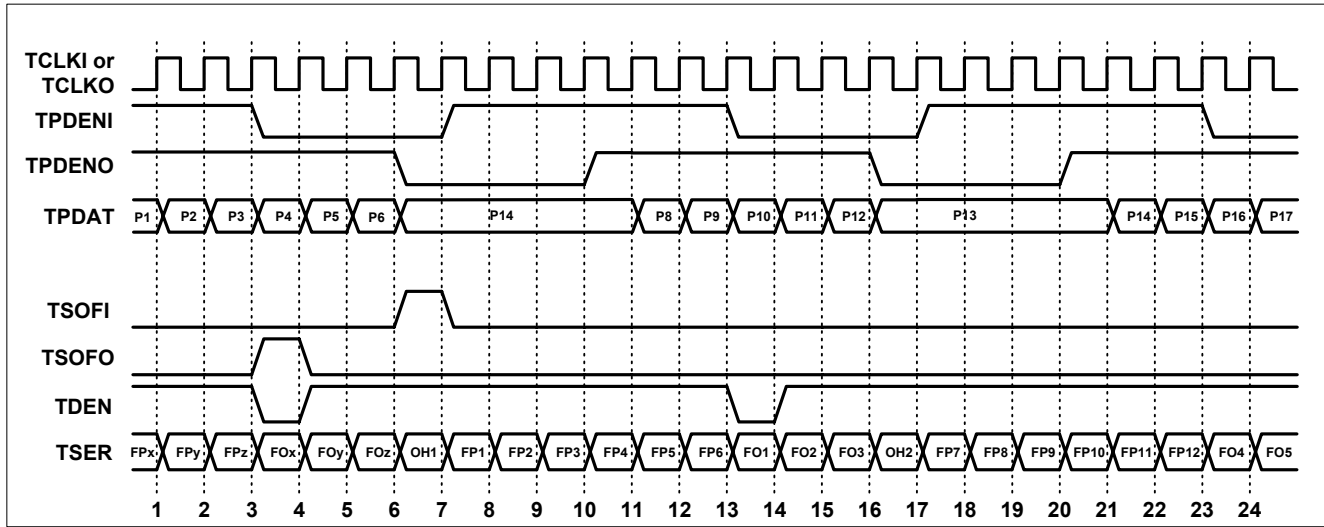 TCLKI or
TCLKO
TPDENI
TPDENO
TPDAT P1 P2 P3 P4 P5 P6 P14 P8 P9 P10 P11 P12 P13 P14 P15 P16 P17
TSOFI
TSOFO
TDEN
TSER FPx FPy FPz FOx FOy FOz OH1 FP1 FP2 FP3 FP4 FP5 FP6 FO1 FO2 FO3 OH2 FP7 FP8 FP9 FP10 FP11 FP12 FO4 FO5
1 2 3 4 5 6 7 8 9 10 11 12 13 14 15 16 17 18 19 20 21 22 23 24